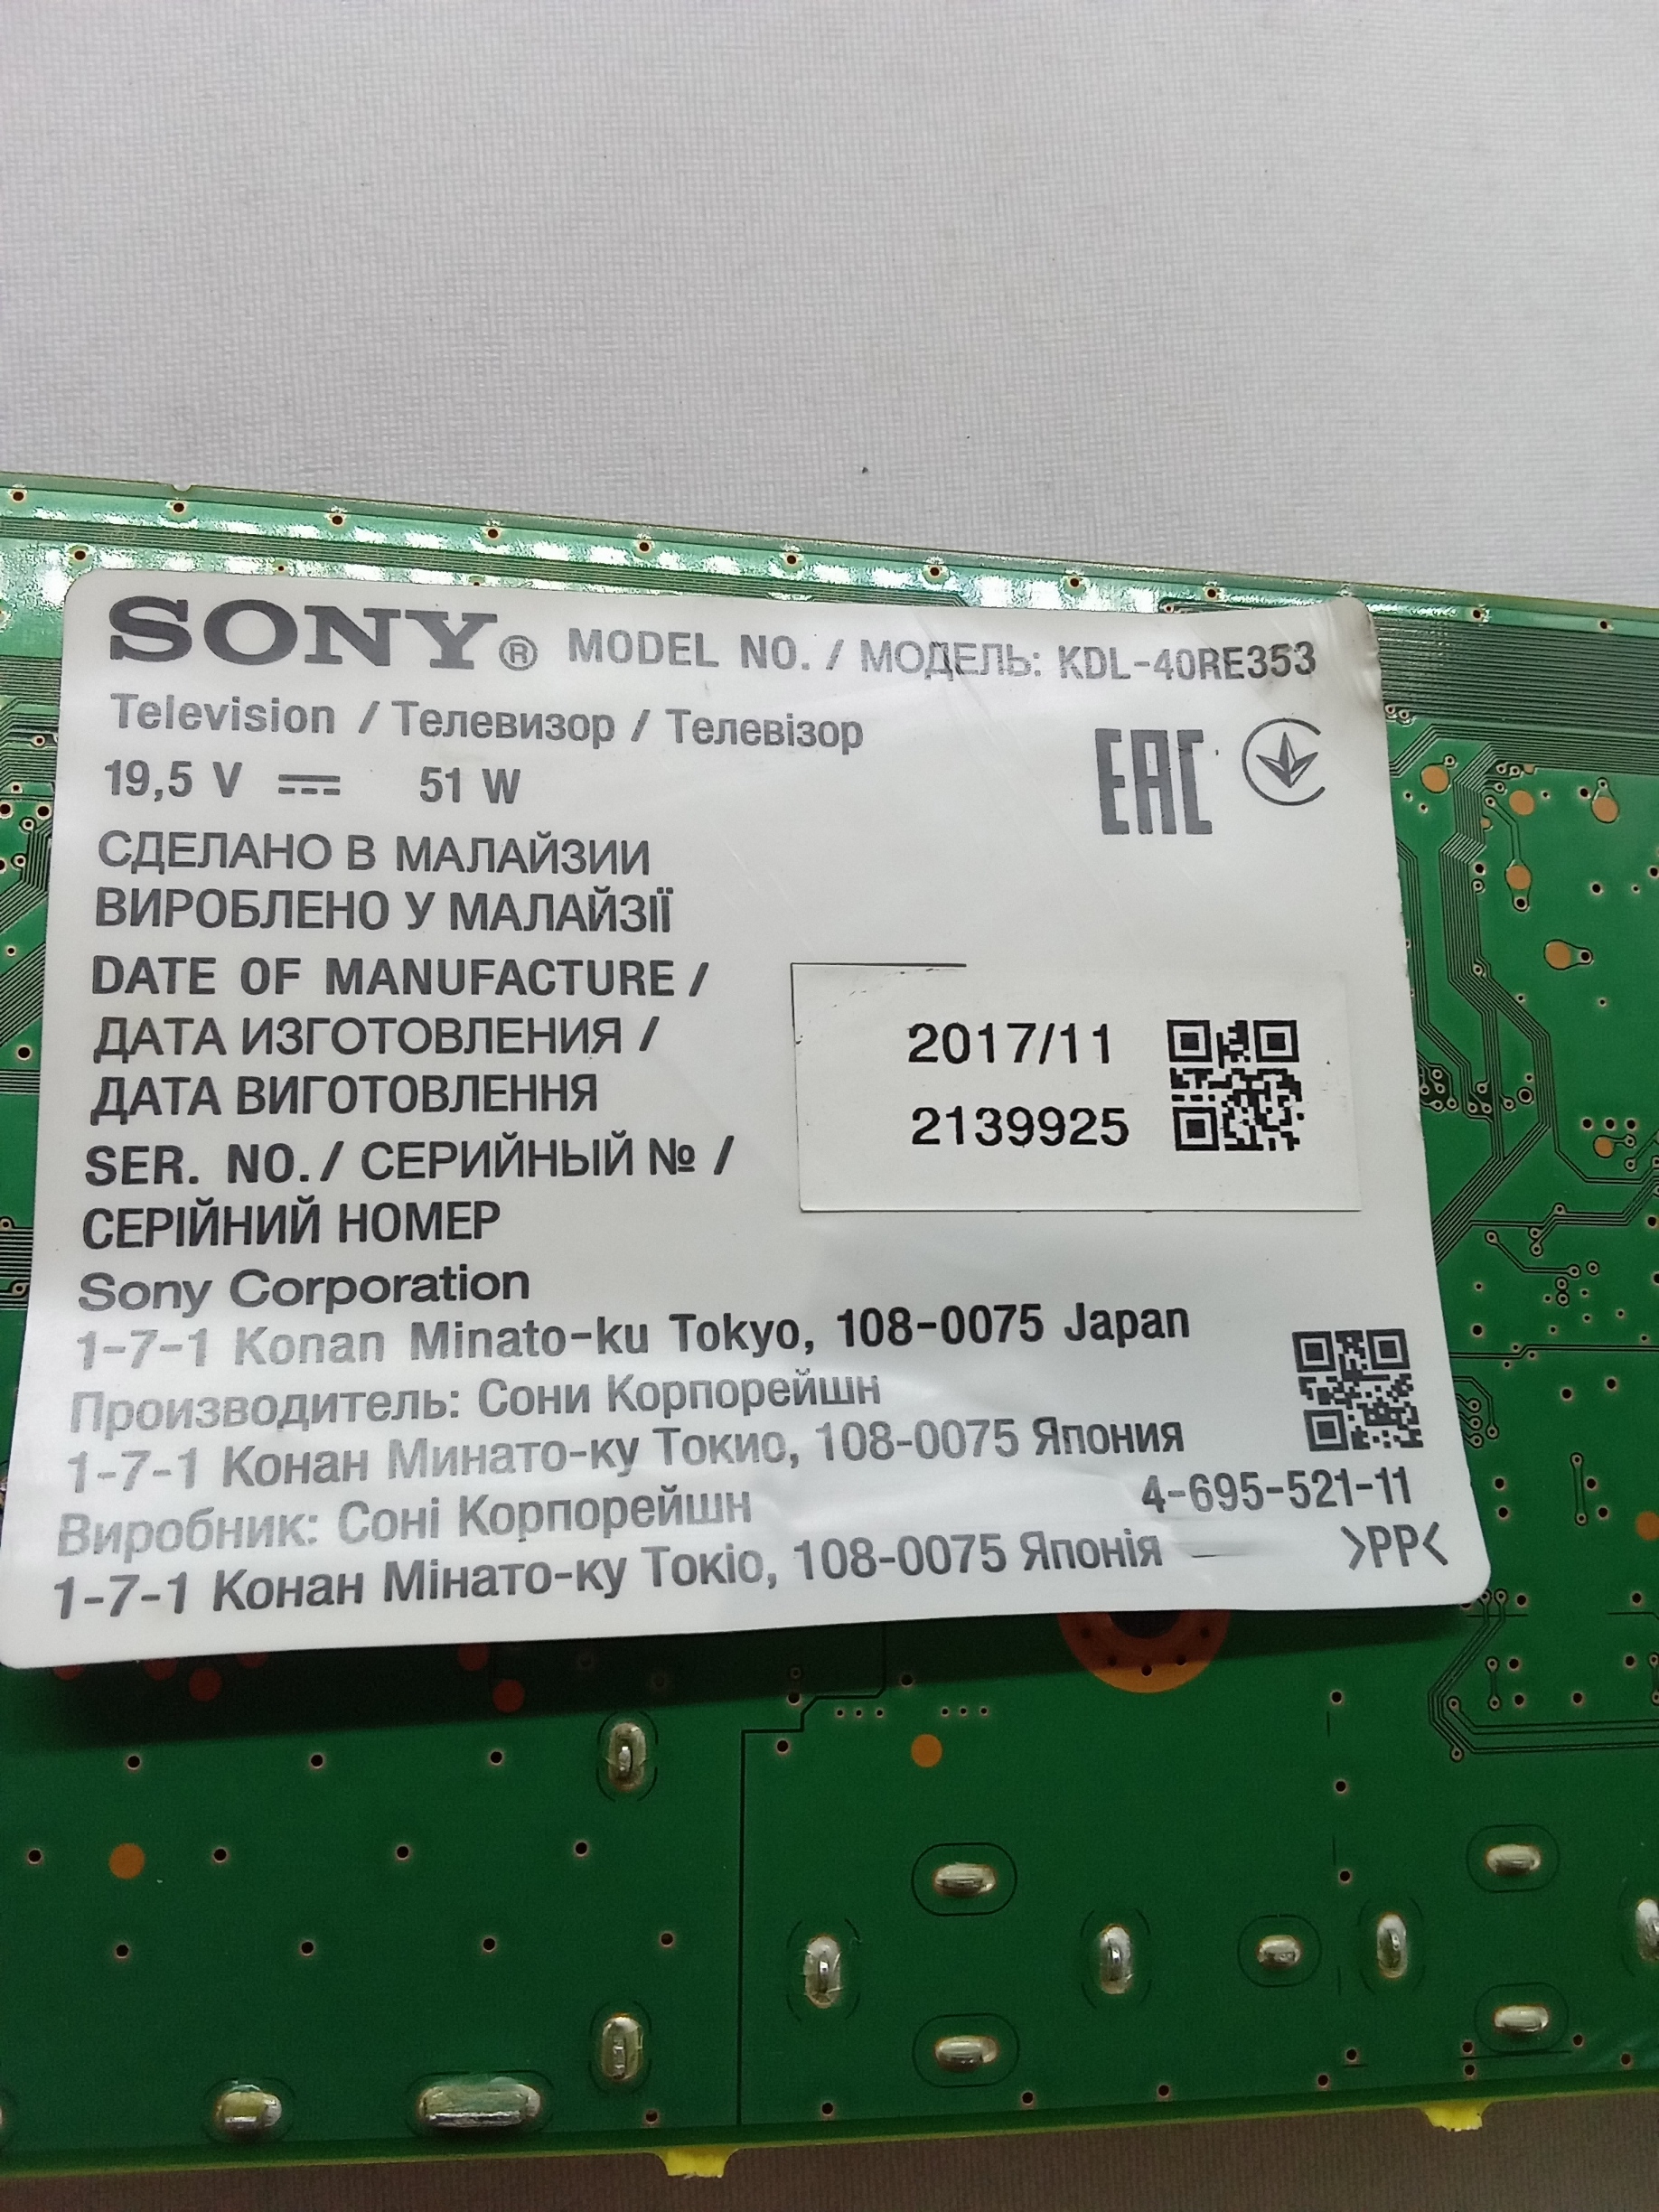 SONY® MODEL NO. / МОДЕЛЬ: KDL-40RE353
Television / Телевизор / Телевізор
19,5 V ⎓ 51 W
EAC
СДЕЛАНО В МАЛАЙЗИИ
ВИРОБЛЕНО У МАЛАЙЗІЇ
DATE OF MANUFACTURE /
ДАТА ИЗГОТОВЛЕНИЯ /
ДАТА ВИГОТОВЛЕННЯ
2017/11
2139925
SER. NO. / СЕРИЙНЫЙ № /
СЕРІЙНИЙ НОМЕР
Sony Corporation
1-7-1 Konan Minato-ku Tokyo, 108-0075 Japan
Производитель: Сони Корпорейшн
1-7-1 Конан Минато-ку Токио, 108-0075 Япония
Виробник: Соні Корпорейшн
4-695-521-11
1-7-1 Конан Мінато-ку Токіо, 108-0075 Японія
>PP<